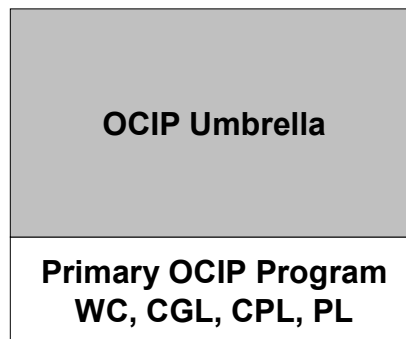 OCIP Umbrella
Primary OCIP Program
WC, CGL, CPL, PL